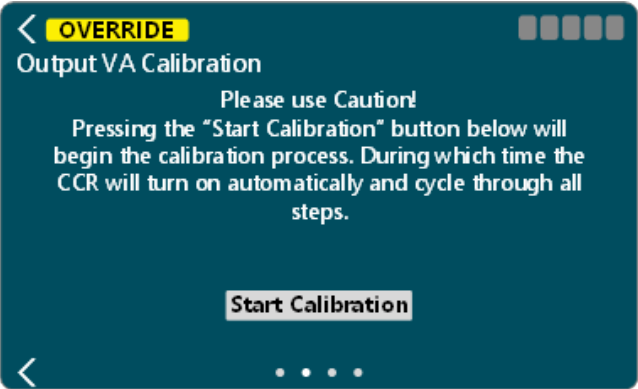 OVERRIDE
Output VA Calibration
Please use Caution!
Pressing the “Start Calibration” button below will
begin the calibration process. During which time the
CCR will turn on automatically and cycle through all
steps.
Start Calibration